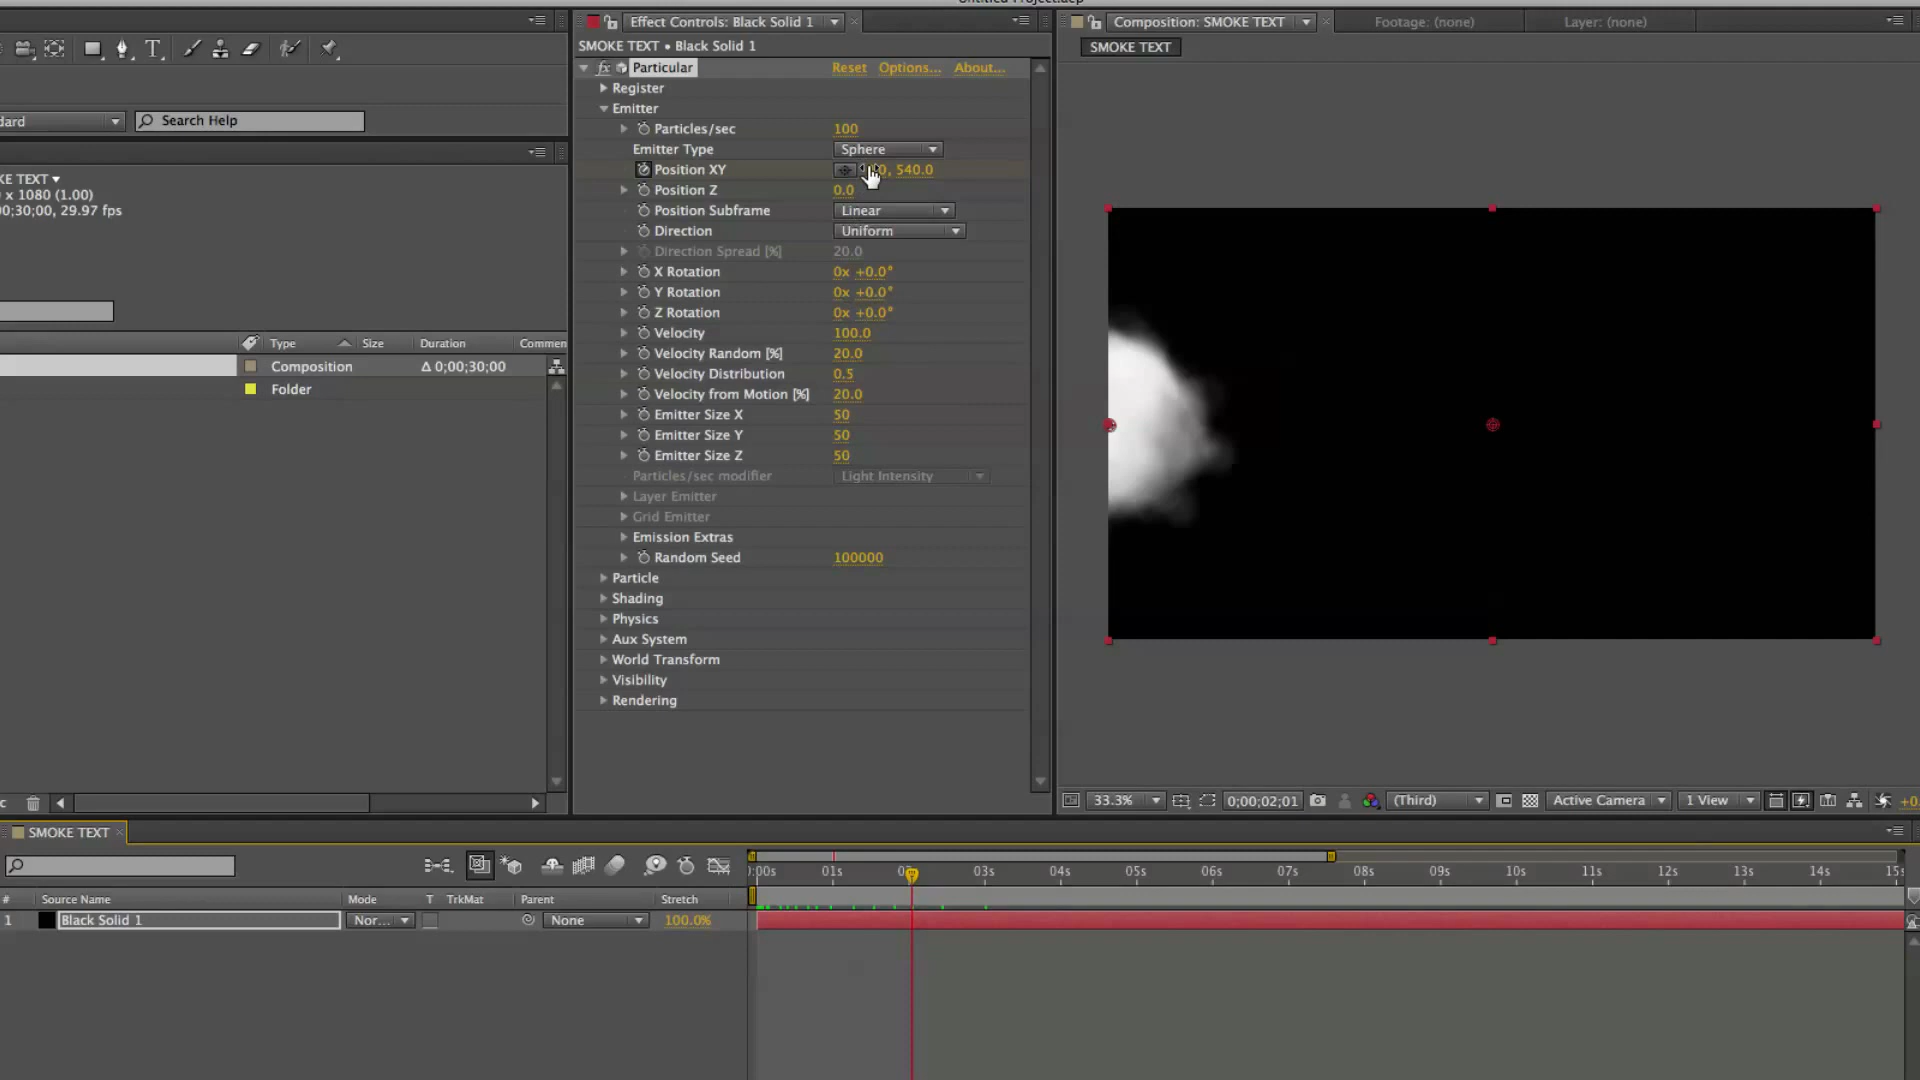 Effect Controls: Black Solid 1
Composition: SMOKE TEXT
Footage: (none)
Layer: (none)
SMOKE TEXT • Black Solid 1
SMOKE TEXT
Particular
Reset
Options...
About...
Register
Emitter
Search Help
Particles/sec
100
Emitter Type
Sphere
Position XY
540.0
KE TEXT
Position Z
0.0
x 1080 (1.00)
00;30;00, 29.97 fps
Position Subframe
Linear
Direction
Uniform
Direction Spread [%]
20.0
X Rotation
0x +0.0°
Y Rotation
0x +0.0°
Z Rotation
0x +0.0°
Velocity
100.0
Type
Size
Duration
Commen
Velocity Random [%]
20.0
Composition
Δ 0;00;30;00
Velocity Distribution
0.5
Folder
Velocity from Motion [%]
20.0
Emitter Size X
50
Emitter Size Y
50
Emitter Size Z
50
Particles/sec modifier
Light Intensity
Layer Emitter
Grid Emitter
Emission Extras
Random Seed
100000
Particle
Shading
Physics
Aux System
World Transform
Visibility
Rendering
33.3%
0;00;02;01
(Third)
Active Camera
1 View
+0
SMOKE TEXT
:00s
01s
03s
04s
05s
06s
07s
08s
09s
10s
11s
12s
13s
14s
15s
#
Source Name
Mode
T
TrkMat
Parent
Stretch
1
Black Solid 1
Nor...
None
100.0%